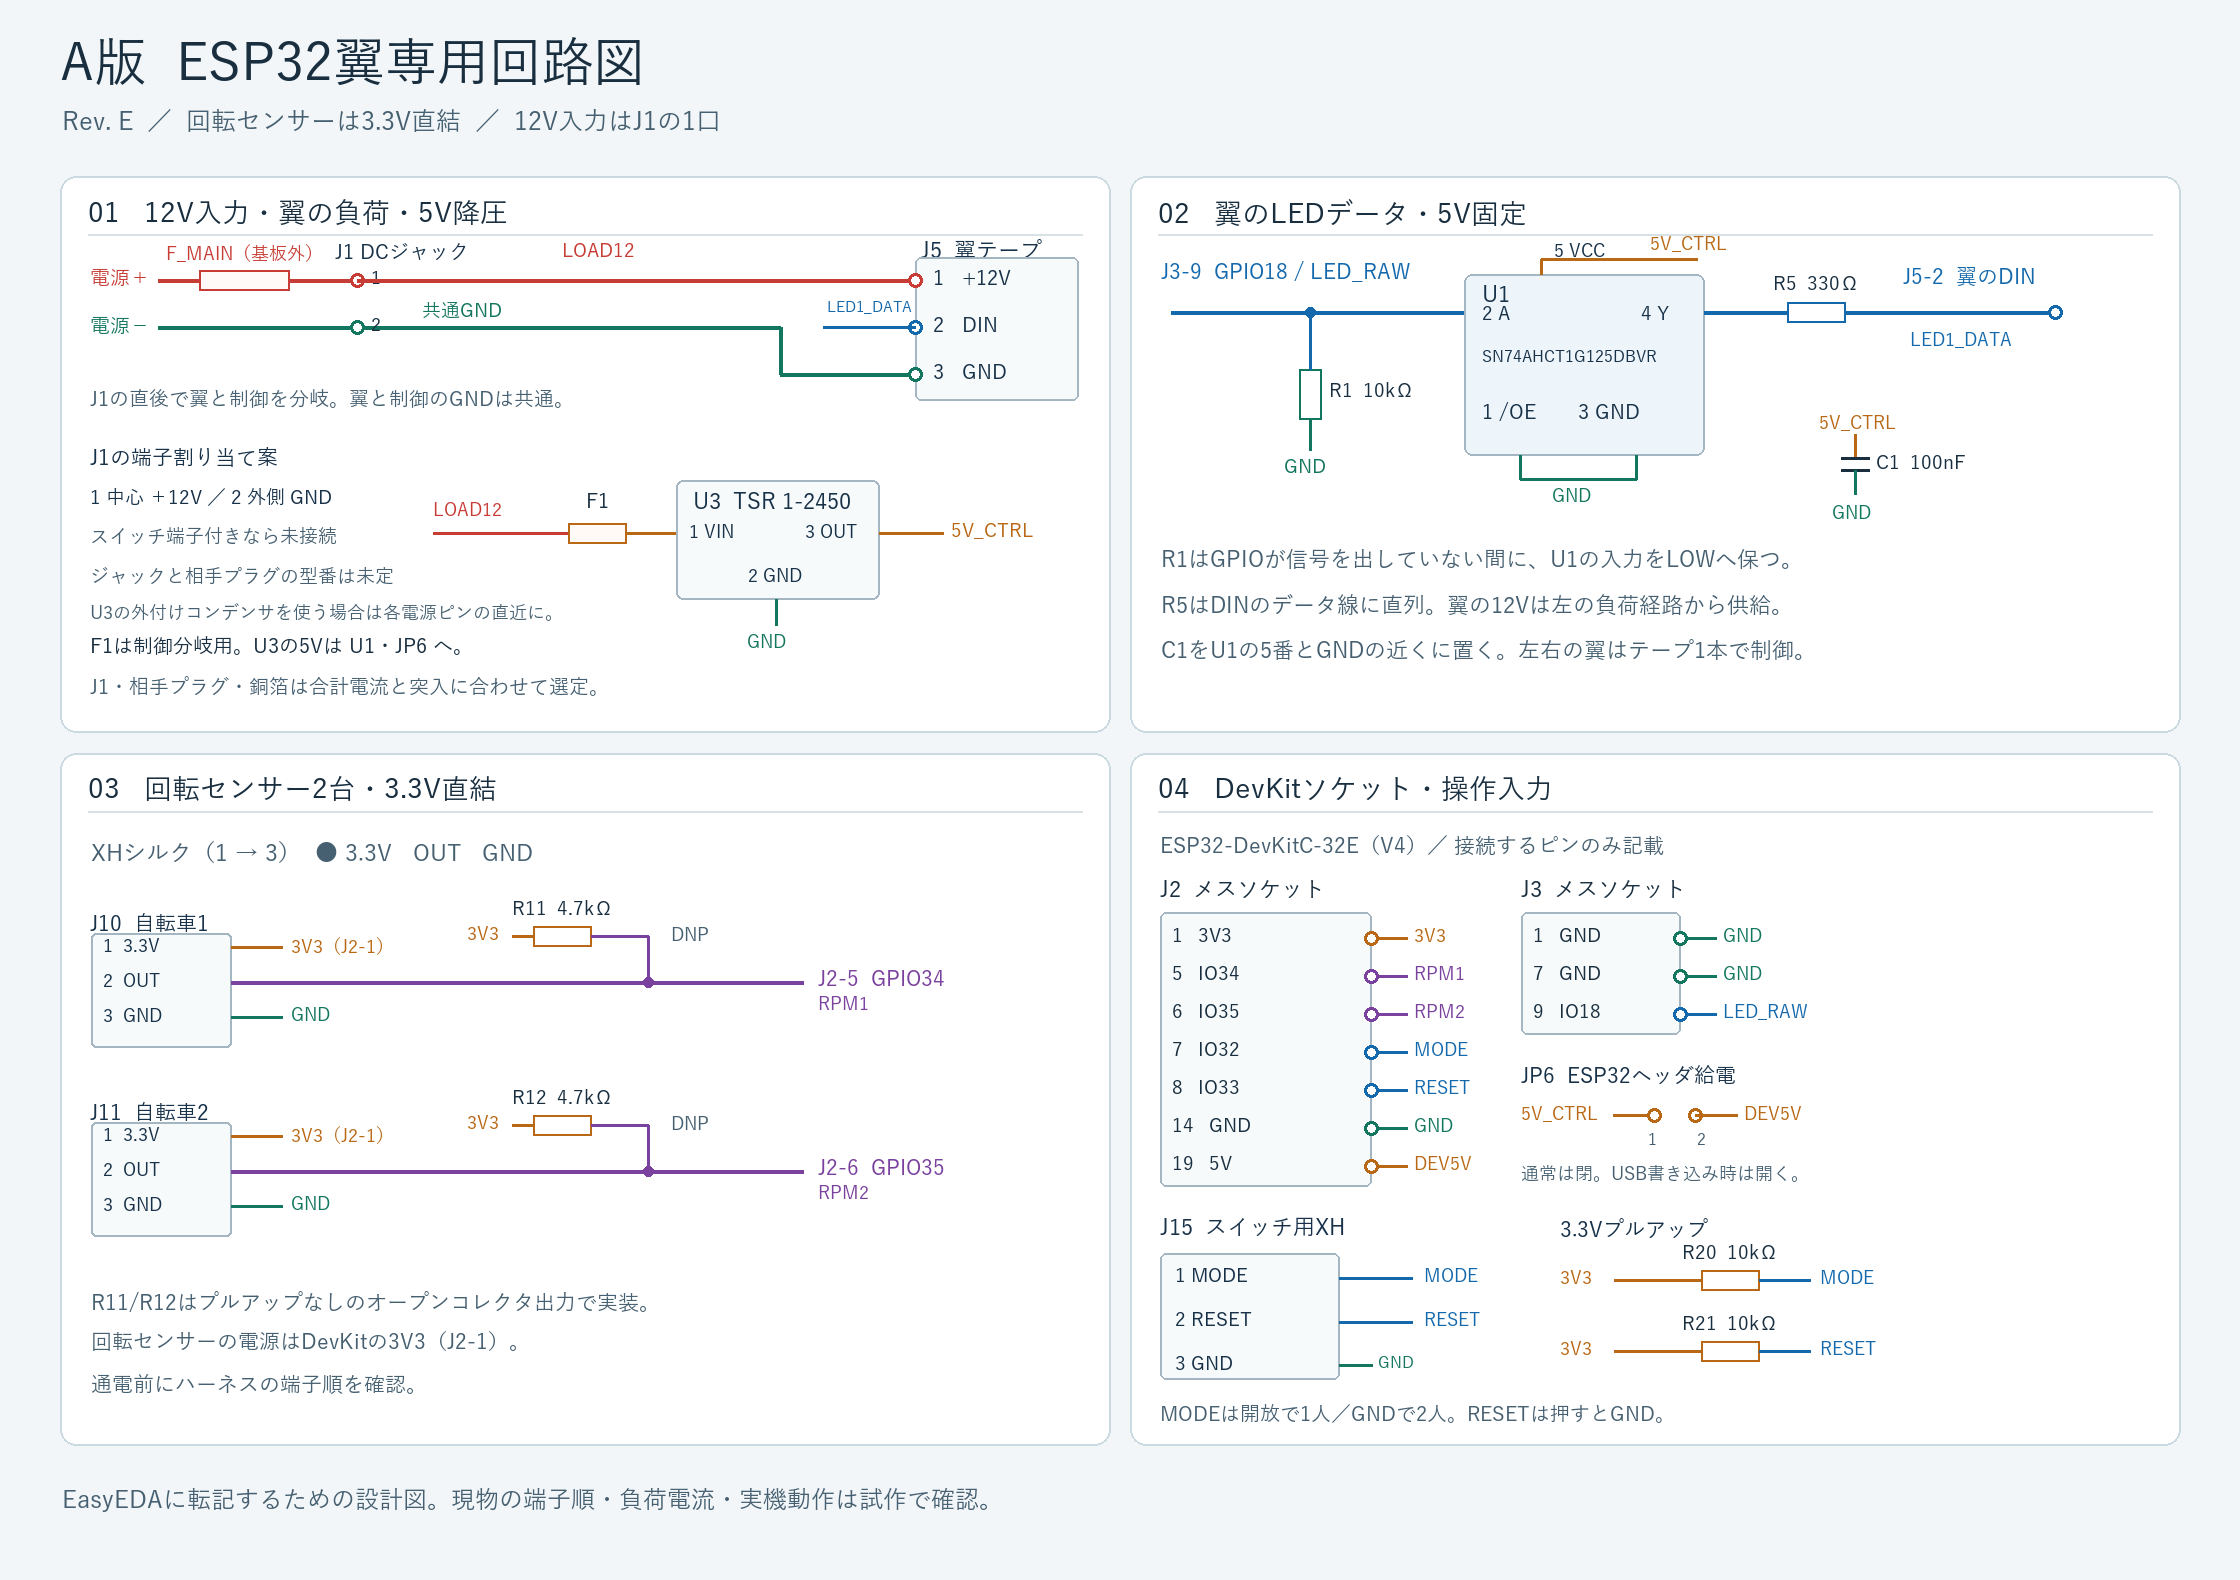 A版 ESP32翼専用回路図
Rev. E ／ 回転センサーは3.3V直結 ／ 12V入力はJ1の1口
01 12V入力・翼の負荷・5V降圧
F_MAIN（基板外） J1 DCジャック LOAD12 J5 翼テープ
電源＋ 1 1 +12V
共通GND LED1_DATA
電源－ 2 2 DIN
3 GND
J1の直後で翼と制御を分岐。翼と制御のGNDは共通。
J1の端子割り当て案
1 中心 ＋12V ／ 2 外側 GND
スイッチ端子付きなら未接続
ジャックと相手プラグの型番は未定
U3の外付けコンデンサを使う場合は各電源ピンの直近に。
F1は制御分岐用。U3の5Vは U1・JP6 へ。
J1・相手プラグ・銅箔は合計電流と突入に合わせて選定。
LOAD12 F1 U3 TSR 1-2450
1 VIN 3 OUT 5V_CTRL
2 GND
GND
02 翼のLEDデータ・5V固定
5 VCC 5V_CTRL
J3-9 GPIO18 / LED_RAW
R5 330Ω J5-2 翼のDIN
U1
2 A 4 Y
LED1_DATA
SN74AHCT1G125DBVR
R1 10kΩ
1 /OE 3 GND
GND
GND
5V_CTRL
C1 100nF
GND
R1はGPIOが信号を出していない間に、U1の入力をLOWへ保つ。
R5はDINのデータ線に直列。翼の12Vは左の負荷経路から供給。
C1をU1の5番とGNDの近くに置く。左右の翼はテープ1本で制御。
03 回転センサー2台・3.3V直結
XHシルク（1 → 3） ● 3.3V OUT GND
J10 自転車1
1 3.3V 3V3（J2-1）
2 OUT
3 GND GND
R11 4.7kΩ
3V3 DNP
J2-5 GPIO34
RPM1
J11 自転車2
1 3.3V 3V3（J2-1）
2 OUT
3 GND GND
R12 4.7kΩ
3V3 DNP
J2-6 GPIO35
RPM2
R11/R12はプルアップなしのオープンコレクタ出力で実装。
回転センサーの電源はDevKitの3V3（J2-1）。
通電前にハーネスの端子順を確認。
04 DevKitソケット・操作入力
ESP32-DevKitC-32E（V4）／ 接続するピンのみ記載
J2 メスソケット
1 3V3 3V3
5 IO34 RPM1
6 IO35 RPM2
7 IO32 MODE
8 IO33 RESET
14 GND GND
19 5V DEV5V
J3 メスソケット
1 GND GND
7 GND GND
9 IO18 LED_RAW
JP6 ESP32ヘッダ給電
5V_CTRL DEV5V
1 2
通常は閉。USB書き込み時は開く。
J15 スイッチ用XH
1 MODE MODE
2 RESET RESET
3 GND GND
3.3Vプルアップ
R20 10kΩ
3V3 MODE
R21 10kΩ
3V3 RESET
MODEは開放で1人／GNDで2人。RESETは押すとGND。
EasyEDAに転記するための設計図。現物の端子順・負荷電流・実機動作は試作で確認。